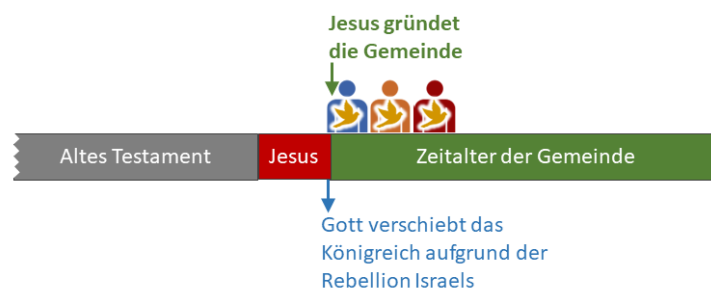 Jesus gründet
die Gemeinde
Altes Testament
Jesus
Zeitalter der Gemeinde
Gott verschiebt das
Königreich aufgrund der
Rebellion Israels